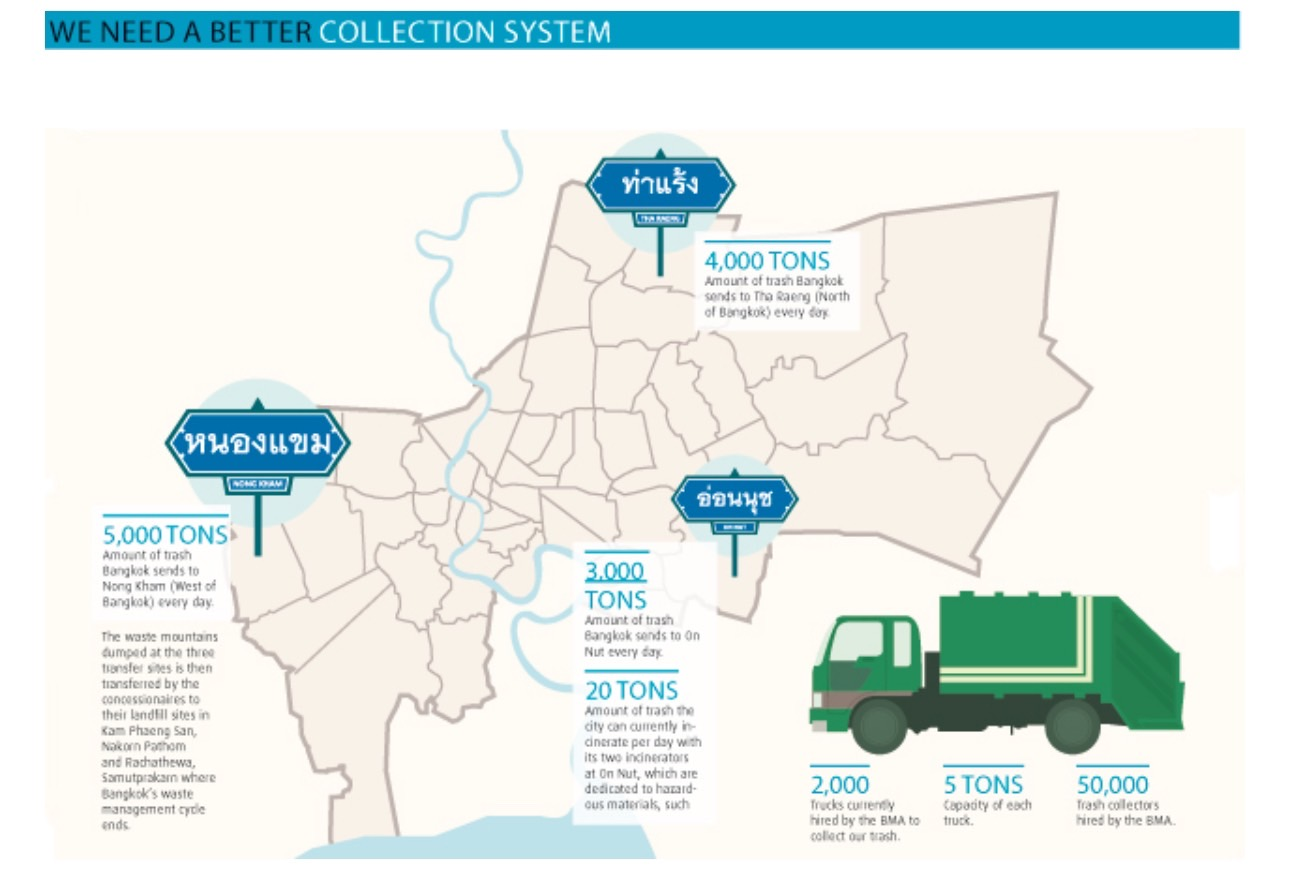 WE NEED A BETTER COLLECTION SYSTEM
ท่าแร้ง
THA RAENG
4,000 TONS
Amount of trash Bangkok
sends to Tha Raeng (North
of Bangkok) every day.
หนองแขม
NONG KHAM
5,000 TONS
Amount of trash
Bangkok sends to
Nong Kham (West of
Bangkok) every day.
The waste mountains
dumped at the three
transfer sites is then
transferred by the
concessionaires to
their landfill sites in
Kam Phaeng San,
Nakorn Pathom
and Rachathewa,
Samutprakarn where
Bangkok's waste
management cycle
ends.
อ่อนนุช
3,000
TONS
Amount of trash
Bangkok sends to On
Nut every day.
20 TONS
Amount of trash the
city can currently in-
cinerate per day with
its two incinerators
at On Nut, which are
dedicated to hazard-
ous materials, such
2,000
Trucks currently
hired by the BMA to
collect our trash.
5 TONS
Capacity of each
truck.
50,000
Trash collectors
hired by the BMA.